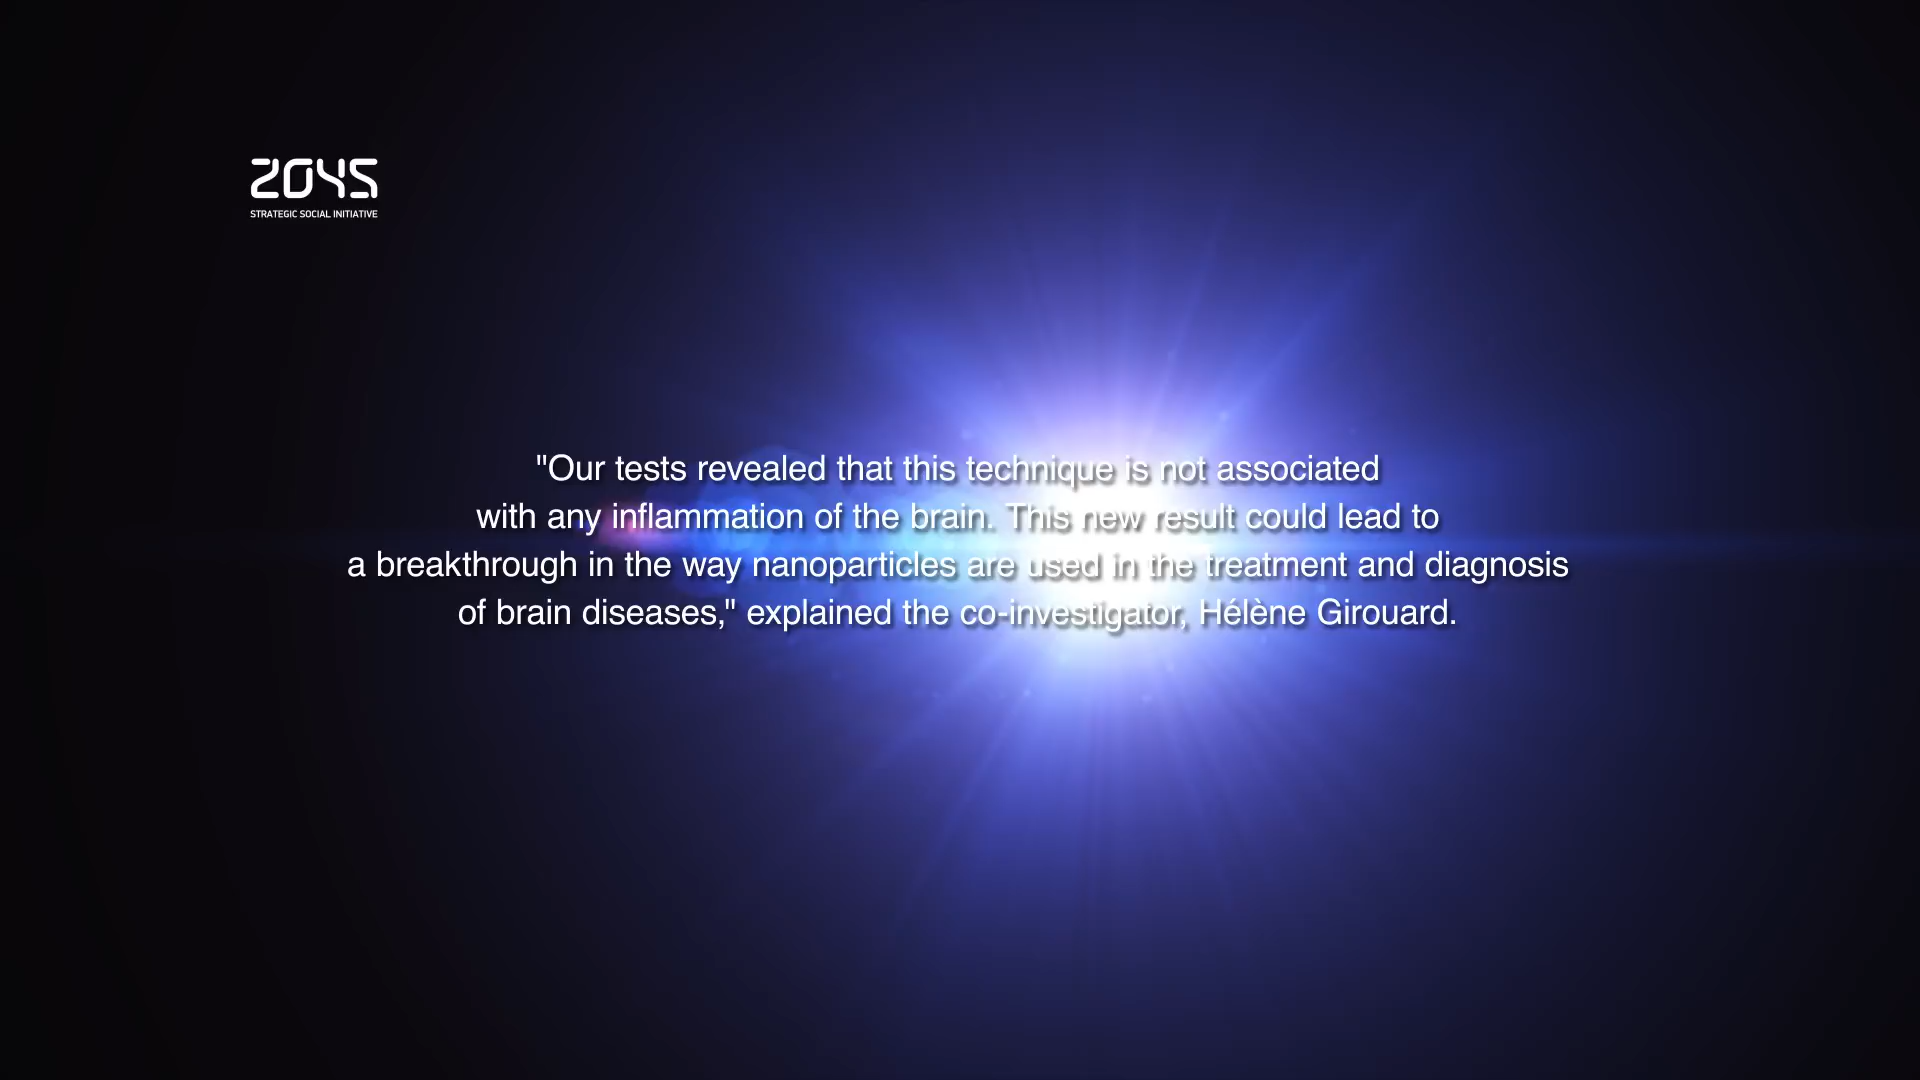 2045
STRATEGIC SOCIAL INITIATIVE
"Our tests revealed that this technique is not associated
with any inflammation of the brain. This new result could lead to
a breakthrough in the way nanoparticles are used in the treatment and diagnosis
of brain diseases," explained the co-investigator, Hélène Girouard.